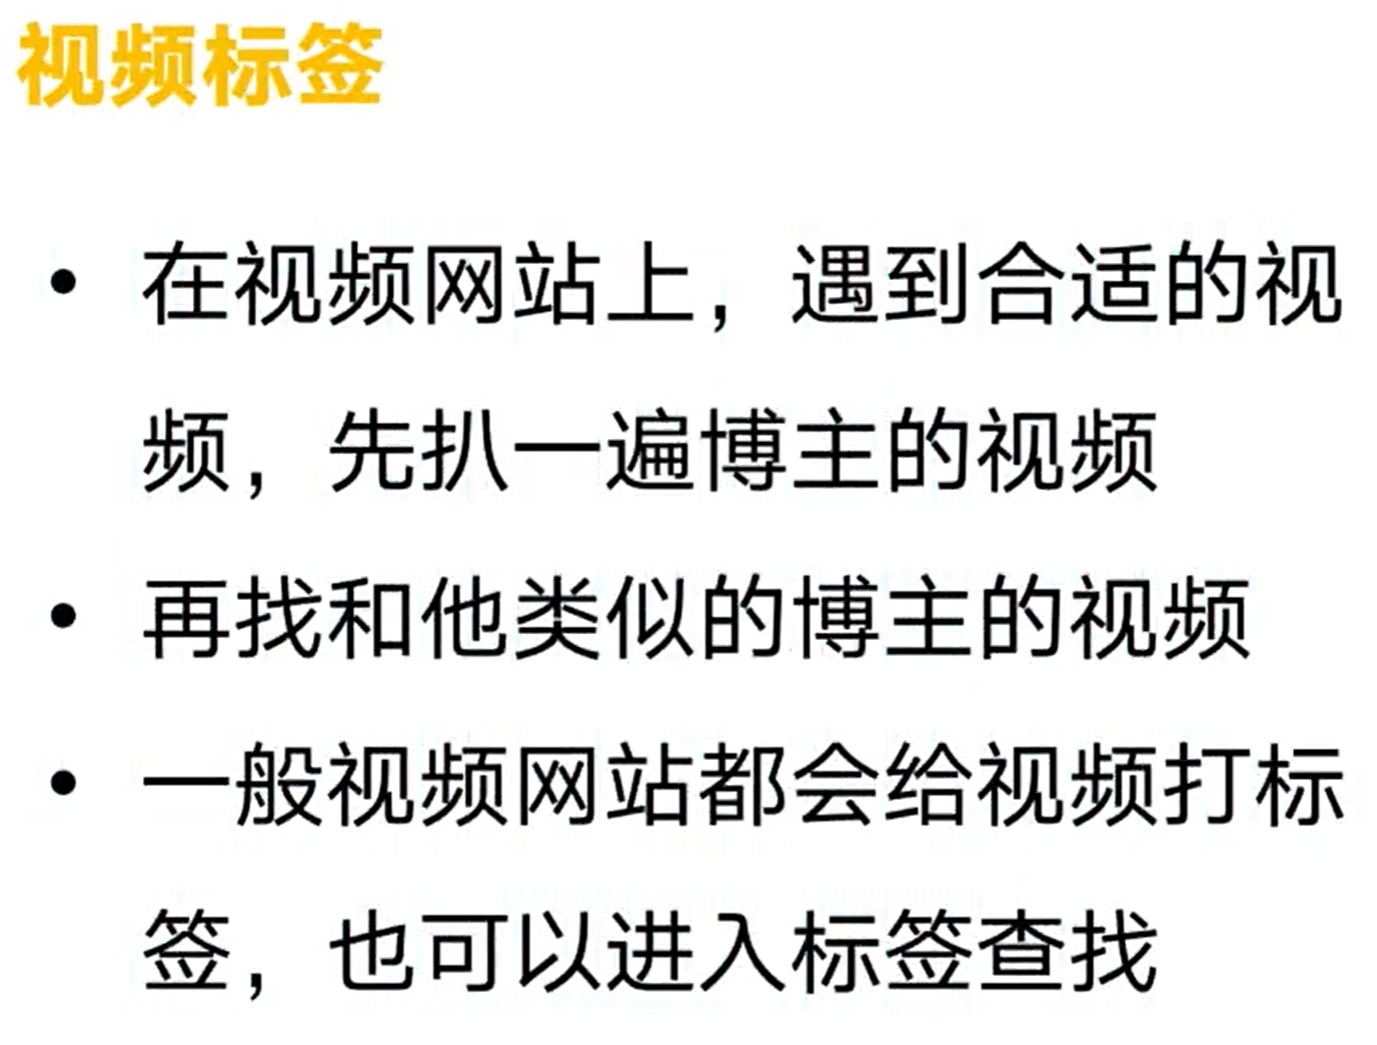 视频标签
• 在视频网站上，遇到合适的视
频，先扒一遍博主的视频
• 再找和他类似的博主的视频
• 一般视频网站都会给视频打标
签，也可以进入标签查找